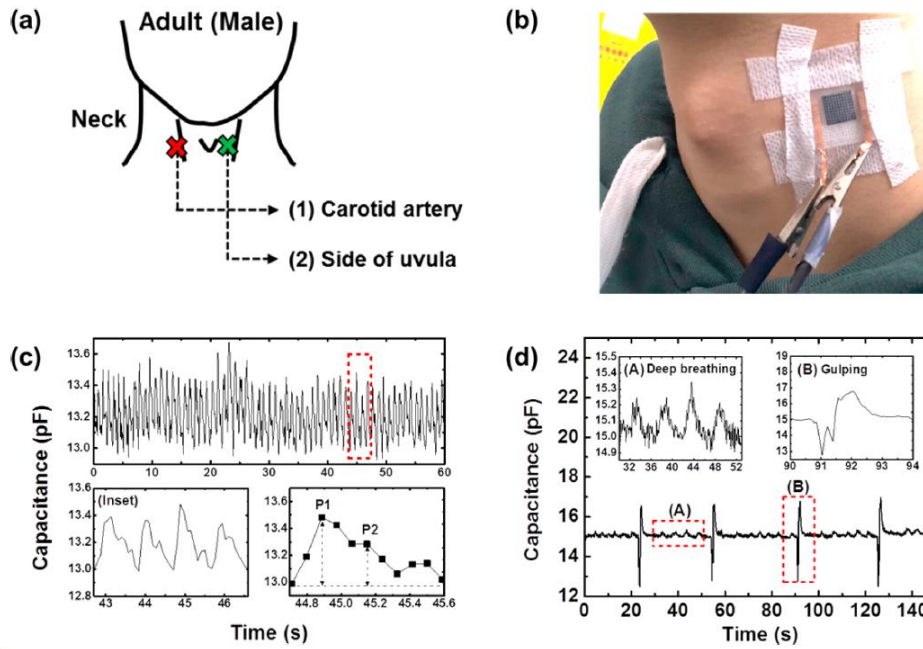 (a)
Adult (Male)
Neck
(1) Carotid artery
(2) Side of uvula
(b)
(c)
Capacitance (pF)
13.6
13.4
13.2
13.0
0 10 20 30 40 50 60
(Inset)
13.6
13.4
13.2
13.0
12.8
43 44 45 46
P1
P2
13.6
13.4
13.2
13.0
44.8 45.0 45.2 45.4 45.6
Time (s)
(d)
Capacitance (pF)
24
22
20
18
16
14
12
0 20 40 60 80 100 120 140
Time (s)
(A) Deep breathing
15.5
15.4
15.3
15.2
15.1
15.0
14.9
32 36 40 44 48 52
(B) Gulping
19
18
17
16
15
14
13
90 91 92 93 94
(A)
(B)